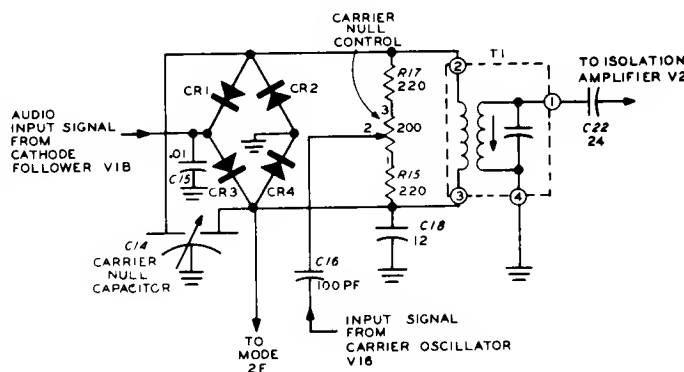 CARRIER
NULL
CONTROL
T1
TO ISOLATION
AMPLIFIER V2
R17
220
2
1
C22
24
CR1
CR2
3
2
200
1
AUDIO
INPUT SIGNAL
FROM
CATHODE
FOLLOWER V1B
.01
C15
CR3
CR4
R15
220
3
4
C14
CARRIER
NULL
CAPACITOR
C18
12
C16
100 PF
TO
MODE
2F
INPUT SIGNAL
FROM
CARRIER OSCILLATOR
V16